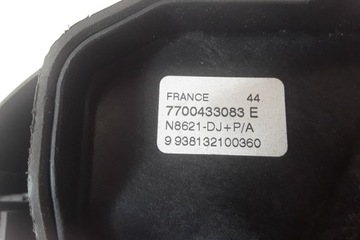 FRANCE 44
7700433083 E
N8621-DJ+P/A
9 938132100360